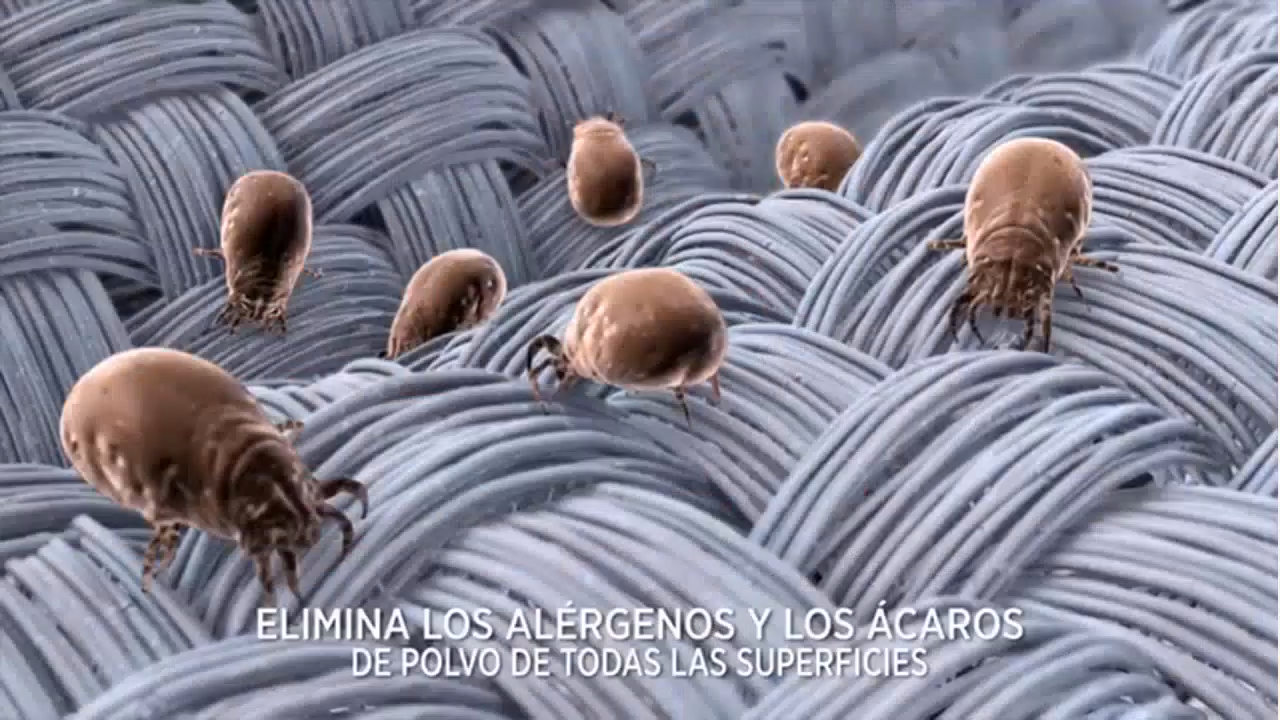 ELIMINA LOS ALÉRGENOS Y LOS ÁCAROS
DE POLVO DE TODAS LAS SUPERFICIES